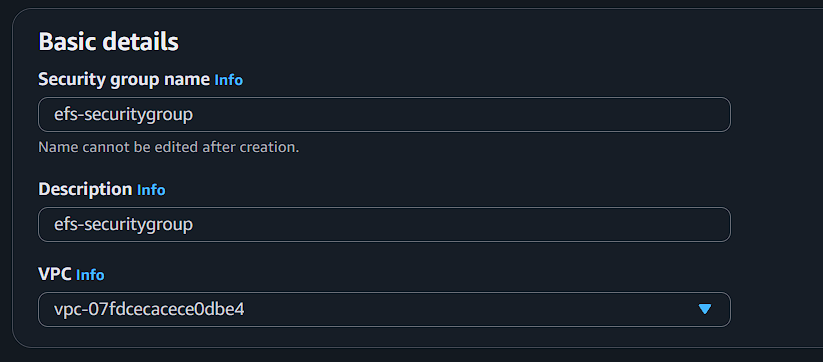 Basic details
Security group name Info
efs-securitygroup
Name cannot be edited after creation.
Description Info
efs-securitygroup
VPC Info
vpc-07fdcecacece0dbe4